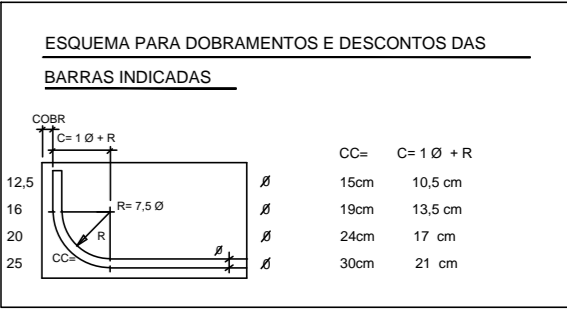 ESQUEMA PARA DOBRAMENTOS E DESCONTOS DAS
BARRAS INDICADAS
COBR
C= 1 Ø + R
CC= C= 1 Ø + R
12,5 Ø 15cm 10,5 cm
16 R= 7,5 Ø Ø 19cm 13,5 cm
20 R Ø Ø 24cm 17 cm
25 CC= Ø 30cm 21 cm